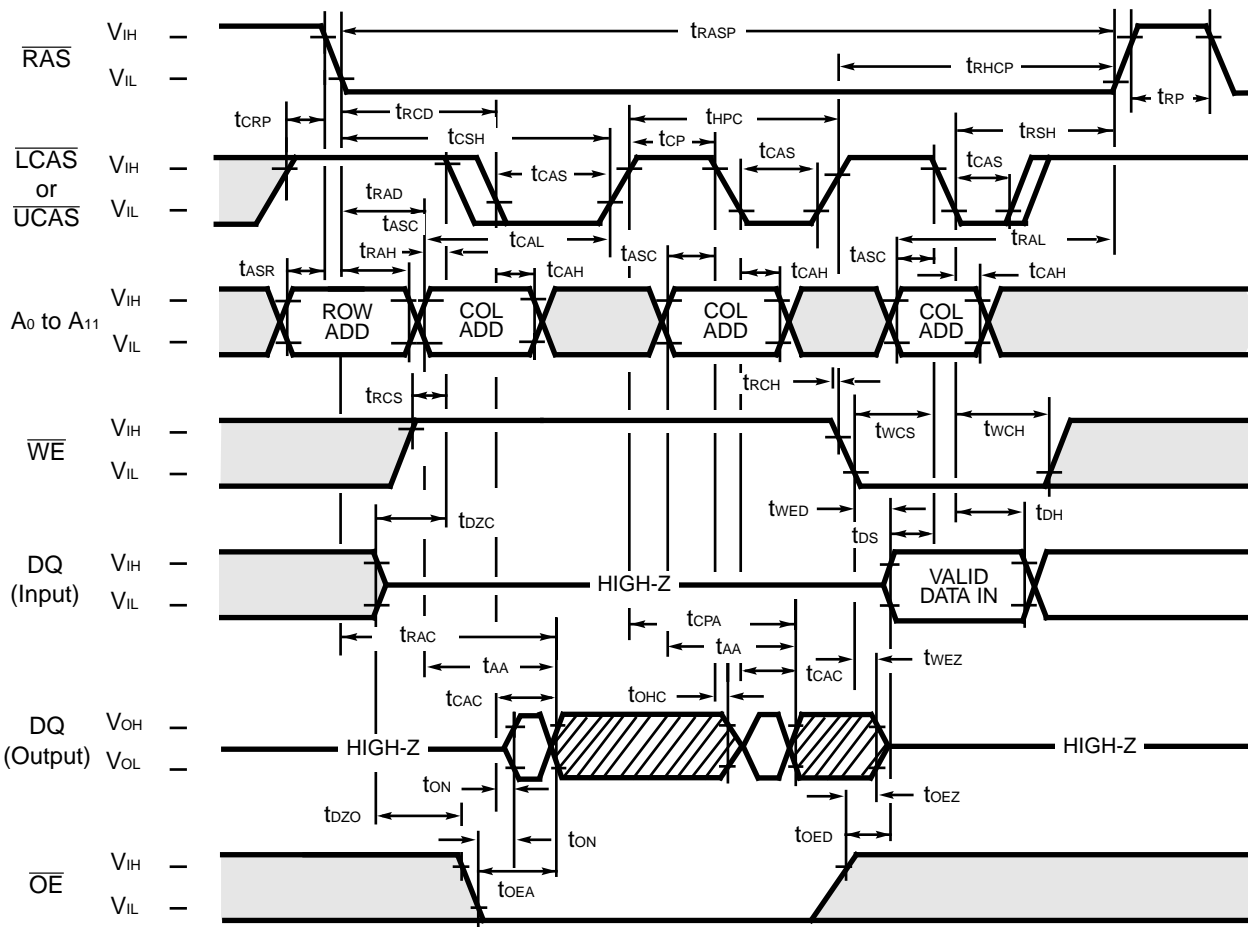 RAS
VIH
VIL
tRASP
tRHCP
tRP
tCRP
tRCD
tCSH
tHPC
tCP
tRSH
LCAS
or
UCAS
VIH
VIL
tCAS
tCAS
tCAS
tRAD
tASC
tRAH
tCAL
tASR
tCAH
tASC
tCAH
tASC
tRAL
tCAH
A0 to A11
VIH
VIL
ROW
ADD
COL
ADD
COL
ADD
COL
ADD
tRCS
tRCH
tWCS
tWCH
WE
VIH
VIL
tDZC
tWED
tDS
tDH
DQ
(Input)
VIH
VIL
HIGH-Z
VALID
DATA IN
tRAC
tCPA
tAA
tAA
tCAC
tOHC
tCAC
tWEZ
DQ
(Output)
VOH
VOL
HIGH-Z
HIGH-Z
tON
tDZO
tON
tOEZ
tOED
tOEA
OE
VIH
VIL